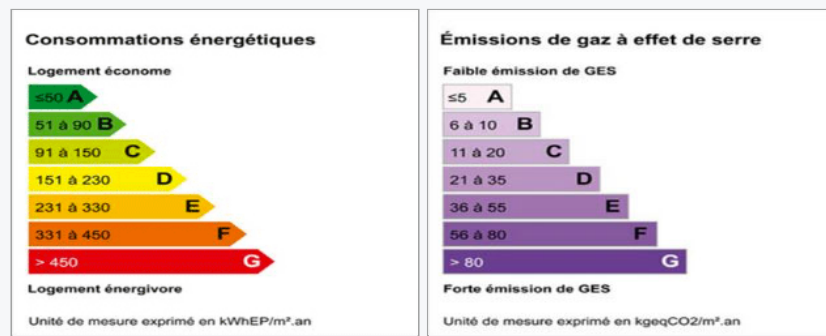 Consommations énergétiques
Logement économe
≤50 A
51 à 90 B
91 à 150 C
151 à 230 D
231 à 330 E
331 à 450 F
> 450 G
Logement énergivore
Unité de mesure exprimé en kWhEP/m².an
Émissions de gaz à effet de serre
Faible émission de GES
≤5 A
6 à 10 B
11 à 20 C
21 à 35 D
36 à 55 E
56 à 80 F
> 80 G
Forte émission de GES
Unité de mesure exprimé en kgeqCO2/m².an